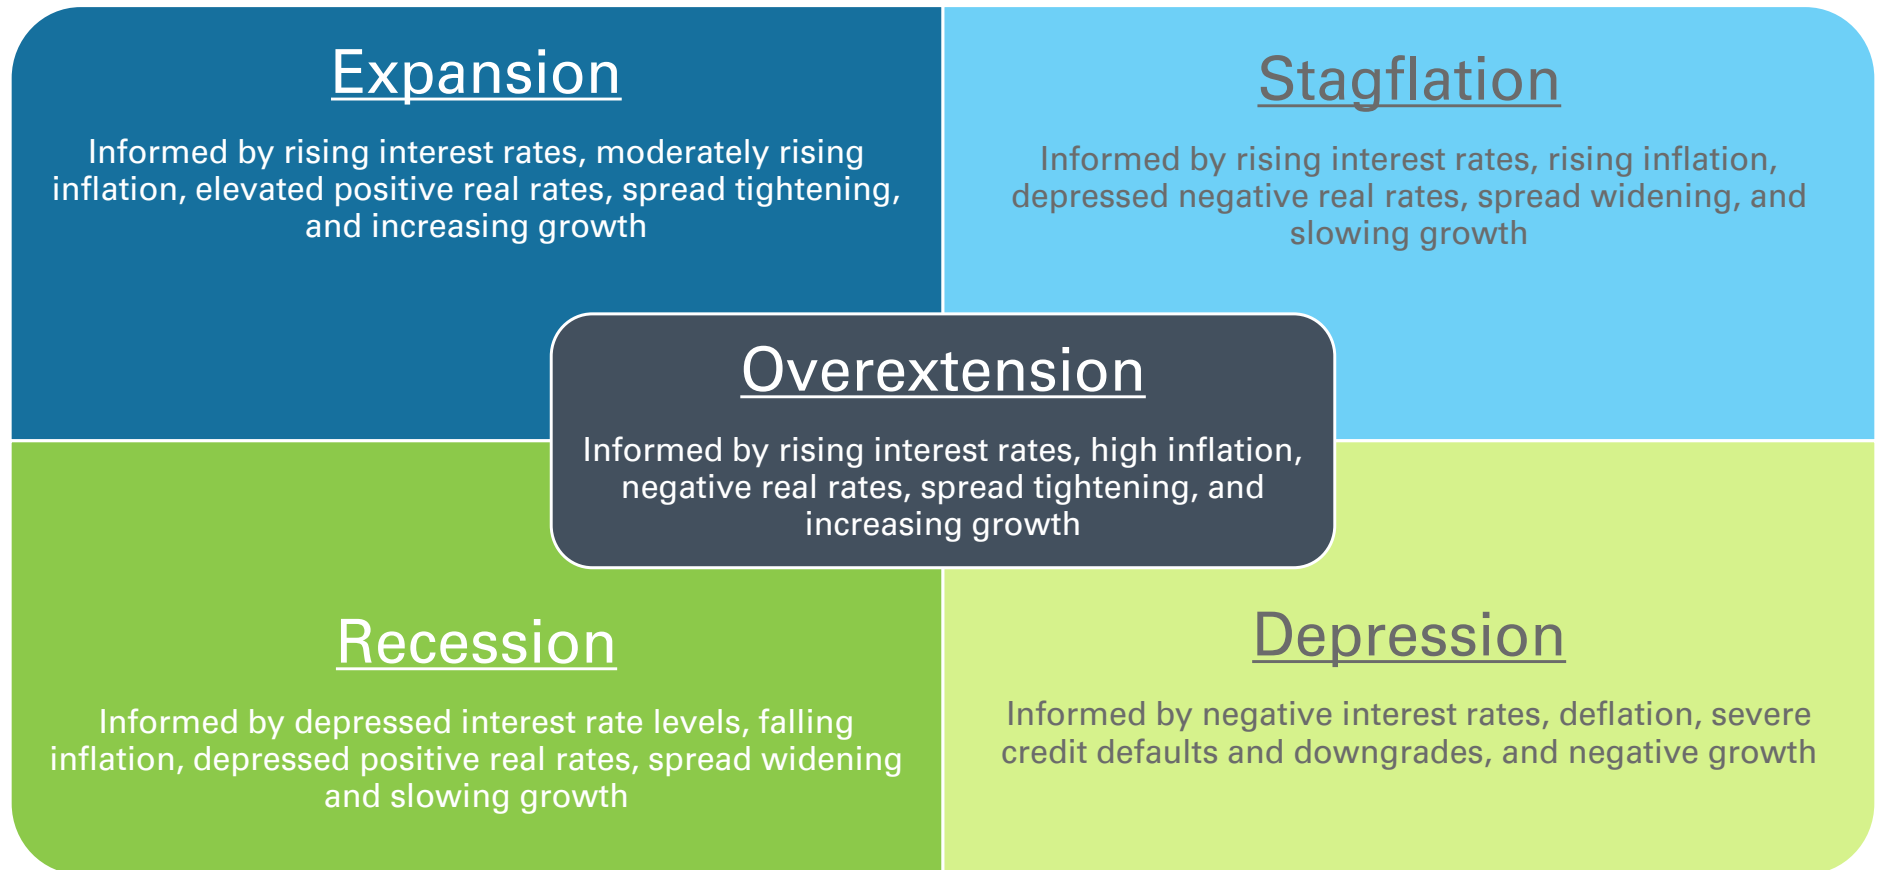 Expansion
Informed by rising interest rates, moderately rising
inflation, elevated positive real rates, spread tightening,
and increasing growth
Stagflation
Informed by rising interest rates, rising inflation,
depressed negative real rates, spread widening, and
slowing growth
Overextension
Informed by rising interest rates, high inflation,
negative real rates, spread tightening, and
increasing growth
Recession
Informed by depressed interest rate levels, falling
inflation, depressed positive real rates, spread widening
and slowing growth
Depression
Informed by negative interest rates, deflation, severe
credit defaults and downgrades, and negative growth